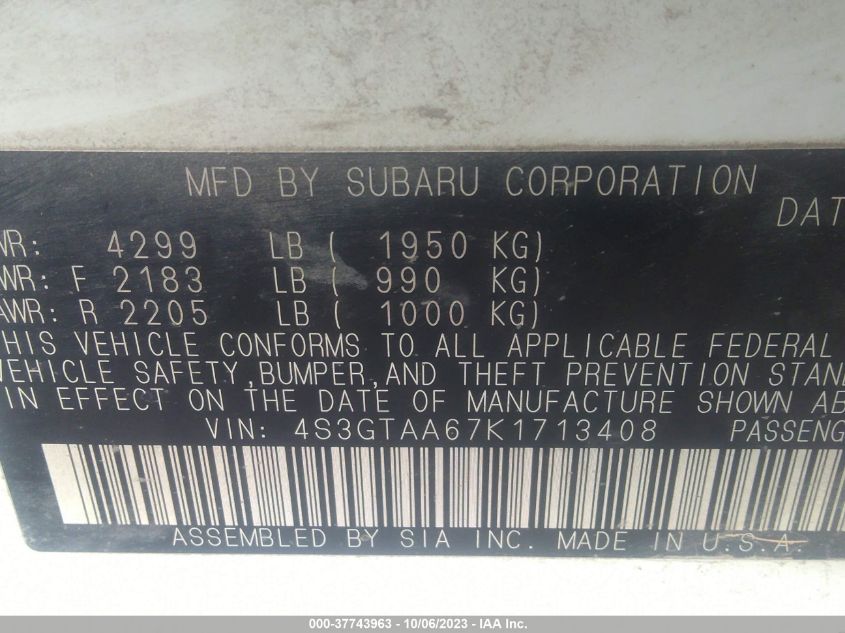 MFD BY SUBARU CORPORATION
DAT
WR: 4299 LB ( 1950 KG)
WR: F 2183 LB ( 990 KG)
AWR: R 2205 LB ( 1000 KG)
HIS VEHICLE CONFORMS TO ALL APPLICABLE FEDERAL
VEHICLE SAFETY,BUMPER,AND THEFT PREVENTION STAN
IN EFFECT ON THE DATE OF MANUFACTURE SHOWN AB
VIN: 4S3GTAA67K1713408 PASSENG
ASSEMBLED BY SIA INC. MADE IN U.S.A.
000-37743963 - 10/06/2023 - IAA Inc.